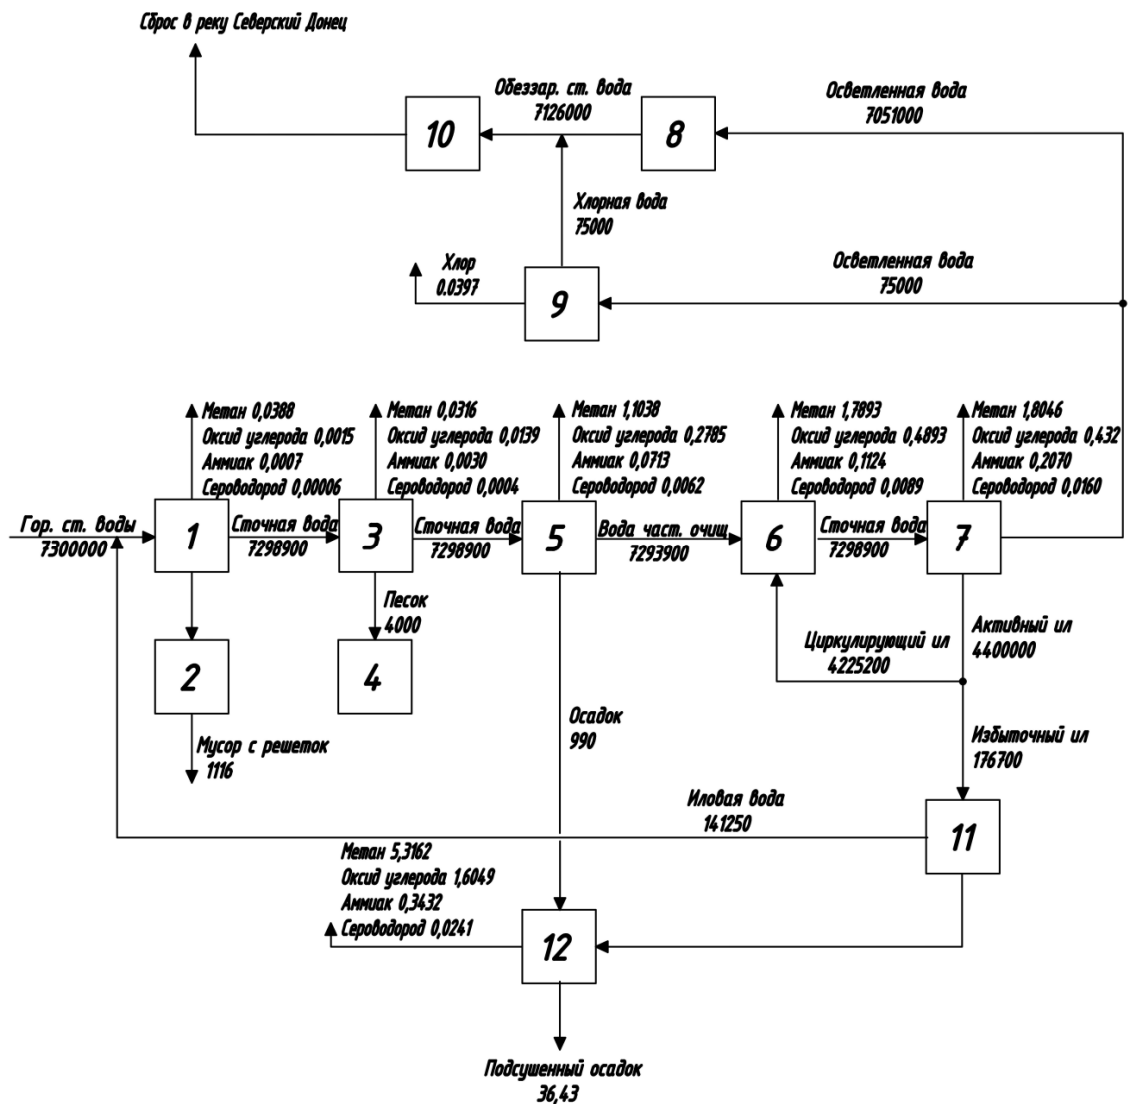 Сброс в реку Северский Донец
Обеззар. ст. вода
7126000
Осветленная вода
7051000
10
8
Хлорная вода
75000
Хлор
0.0397
9
Осветленная вода
75000
Метан 0,0388
Оксид углерода 0,0015
Аммиак 0,0007
Сероводород 0,00006
Метан 0,0316
Оксид углерода 0,0139
Аммиак 0,0030
Сероводород 0,0004
Метан 1,1038
Оксид углерода 0,2785
Аммиак 0,0713
Сероводород 0,0062
Метан 1,7893
Оксид углерода 0,4893
Аммиак 0,1124
Сероводород 0,0089
Метан 1,8046
Оксид углерода 0,432
Аммиак 0,2070
Сероводород 0,0160
Гор. ст. воды
7300000
1
Сточная вода
7298900
3
Сточная вода
7298900
5
Вода част. очищ
7293900
6
Сточная вода
7298900
7
Песок
4000
2
4
Циркулирующий ил
4225200
Активный ил
4400000
Мусор с решеток
1116
Осадок
990
Избыточный ил
176700
Иловая вода
141250
11
Метан 5,3162
Оксид углерода 1,6049
Аммиак 0,3432
Сероводород 0,0241
12
Подсушенный осадок
36,43